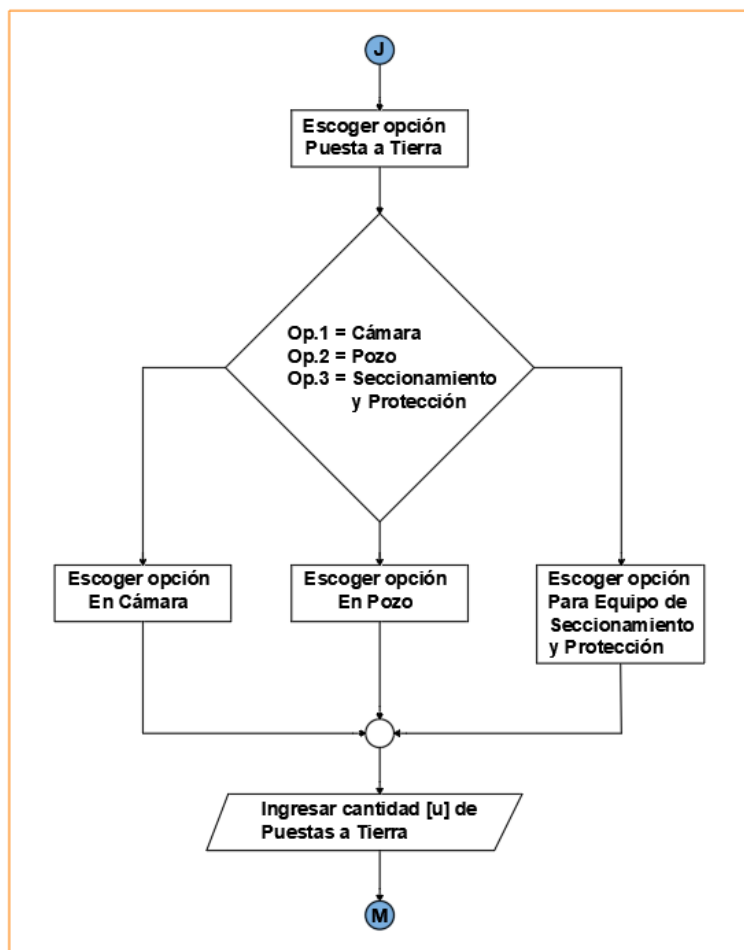 J
Escoger opción
Puesta a Tierra
Op.1 = Cámara
Op.2 = Pozo
Op.3 = Seccionamiento
y Protección
Escoger opción
En Cámara
Escoger opción
En Pozo
Escoger opción
Para Equipo de
Seccionamiento
y Protección
Ingresar cantidad [u] de
Puestas a Tierra
M